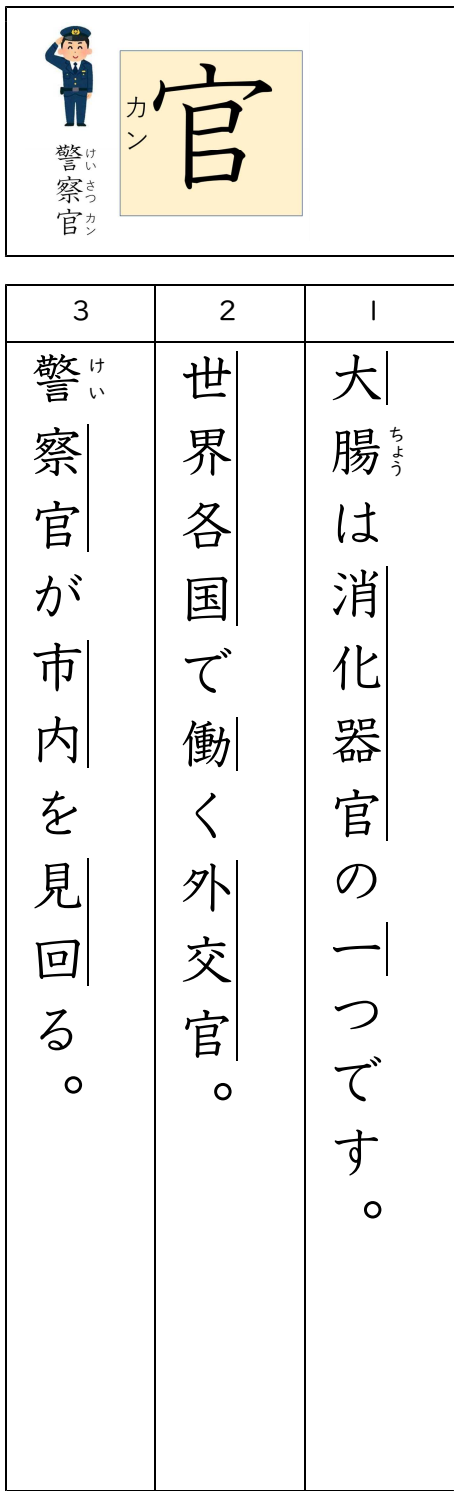 官
カン
警察官
けいさつカン
1
大腸は消化器官の一つです。
ちょう
2
世界各国で働く外交官。
3
警察官が市内を見回る。
けい